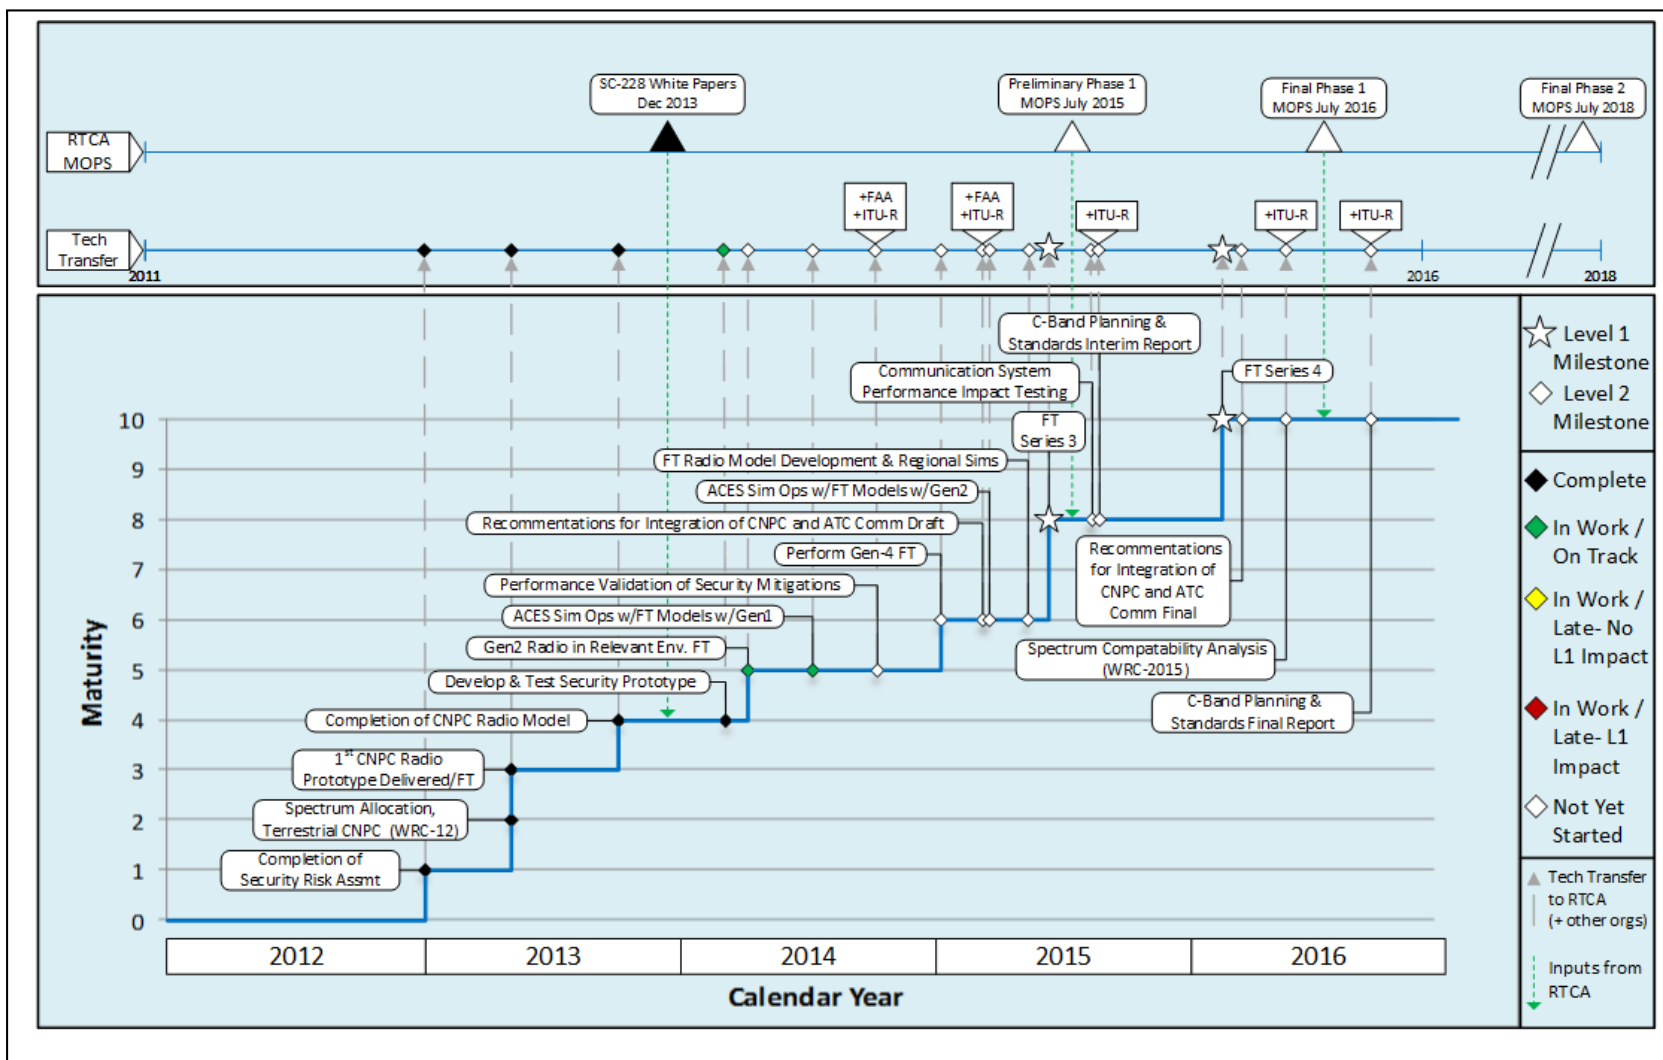 SC-228 White Papers
Dec 2013
Preliminary Phase 1
MOPS July 2015
Final Phase 1
MOPS July 2016
Final Phase 2
MOPS July 2018
RTCA
MOPS
+FAA
+ITU-R
+FAA
+ITU-R
+ITU-R
+ITU-R
+ITU-R
Tech
Transfer
2011
2016
2018
C-Band Planning &
Standards Interim Report
Communication System
Performance Impact Testing
FT Series 4
FT
Series 3
FT Radio Model Development & Regional Sims
ACES Sim Ops w/FT Models w/Gen2
Recommentations for Integration of CNPC and ATC Comm Draft
Perform Gen-4 FT
Recommentations
for Integration of
CNPC and ATC
Comm Final
Performance Validation of Security Mitigations
ACES Sim Ops w/FT Models w/Gen1
Gen2 Radio in Relevant Env. FT
Spectrum Compatability Analysis
(WRC-2015)
Develop & Test Security Prototype
C-Band Planning &
Standards Final Report
Completion of CNPC Radio Model
1st CNPC Radio
Prototype Delivered/FT
Spectrum Allocation,
Terrestrial CNPC (WRC-12)
Completion of
Security Risk Assmt
Maturity
10
9
8
7
6
5
4
3
2
1
0
2012
2013
2014
2015
2016
Calendar Year
Level 1
Milestone
Level 2
Milestone
Complete
In Work /
On Track
In Work /
Late- No
L1 Impact
In Work /
Late- L1
Impact
Not Yet
Started
Tech Transfer
to RTCA
(+ other orgs)
Inputs from
RTCA